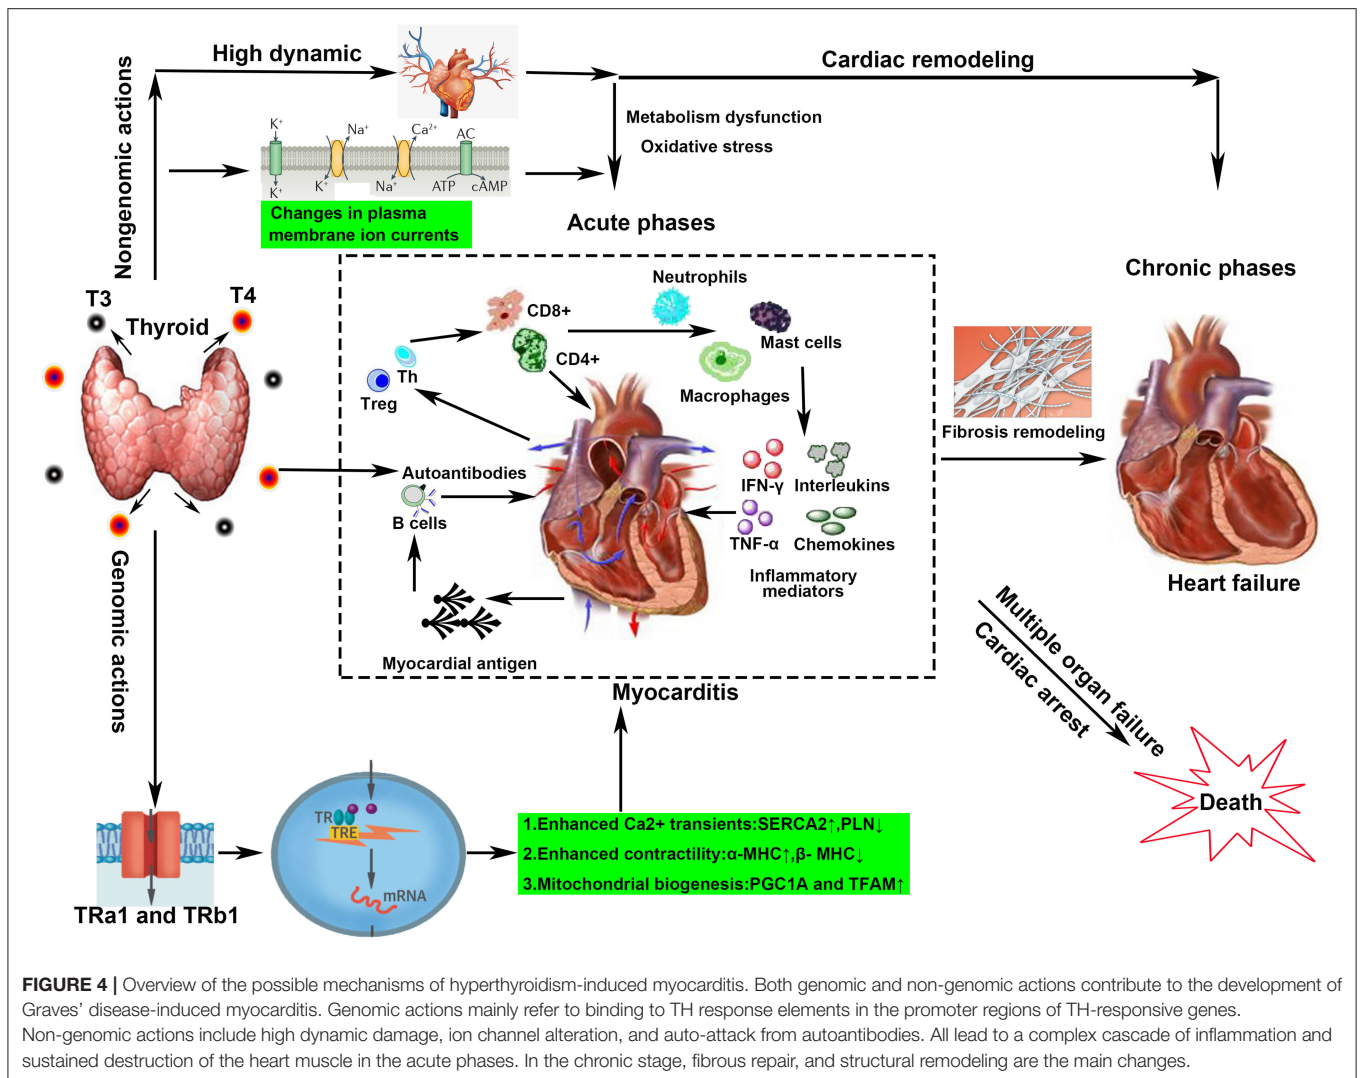 High dynamic
Cardiac remodeling
Nongenomic actions
K+
Na+
Ca2+
AC
K+
K+
Na+
ATP
cAMP
Changes in plasma
membrane ion currents
Metabolism dysfunction
Oxidative stress
Acute phases
Chronic phases
T3
T4
Thyroid
Neutrophils
CD8+
CD4+
Mast cells
Macrophages
Th
Treg
Autoantibodies
B cells
IFN-γ
Interleukins
TNF-α
Chemokines
Inflammatory
mediators
Myocardial antigen
Fibrosis remodeling
Heart failure
Myocarditis
Multiple organ failure
Cardiac arrest
Death
Genomic actions
TRa1 and TRb1
TR
TRE
mRNA
1.Enhanced Ca2+ transients:SERCA2↑,PLN↓
2.Enhanced contractility:α-MHC↑,β- MHC↓
3.Mitochondrial biogenesis:PGC1A and TFAM↑
FIGURE 4 | Overview of the possible mechanisms of hyperthyroidism-induced myocarditis. Both genomic and non-genomic actions contribute to the development of
Graves' disease-induced myocarditis. Genomic actions mainly refer to binding to TH response elements in the promoter regions of TH-responsive genes.
Non-genomic actions include high dynamic damage, ion channel alteration, and auto-attack from autoantibodies. All lead to a complex cascade of inflammation and
sustained destruction of the heart muscle in the acute phases. In the chronic stage, fibrous repair, and structural remodeling are the main changes.